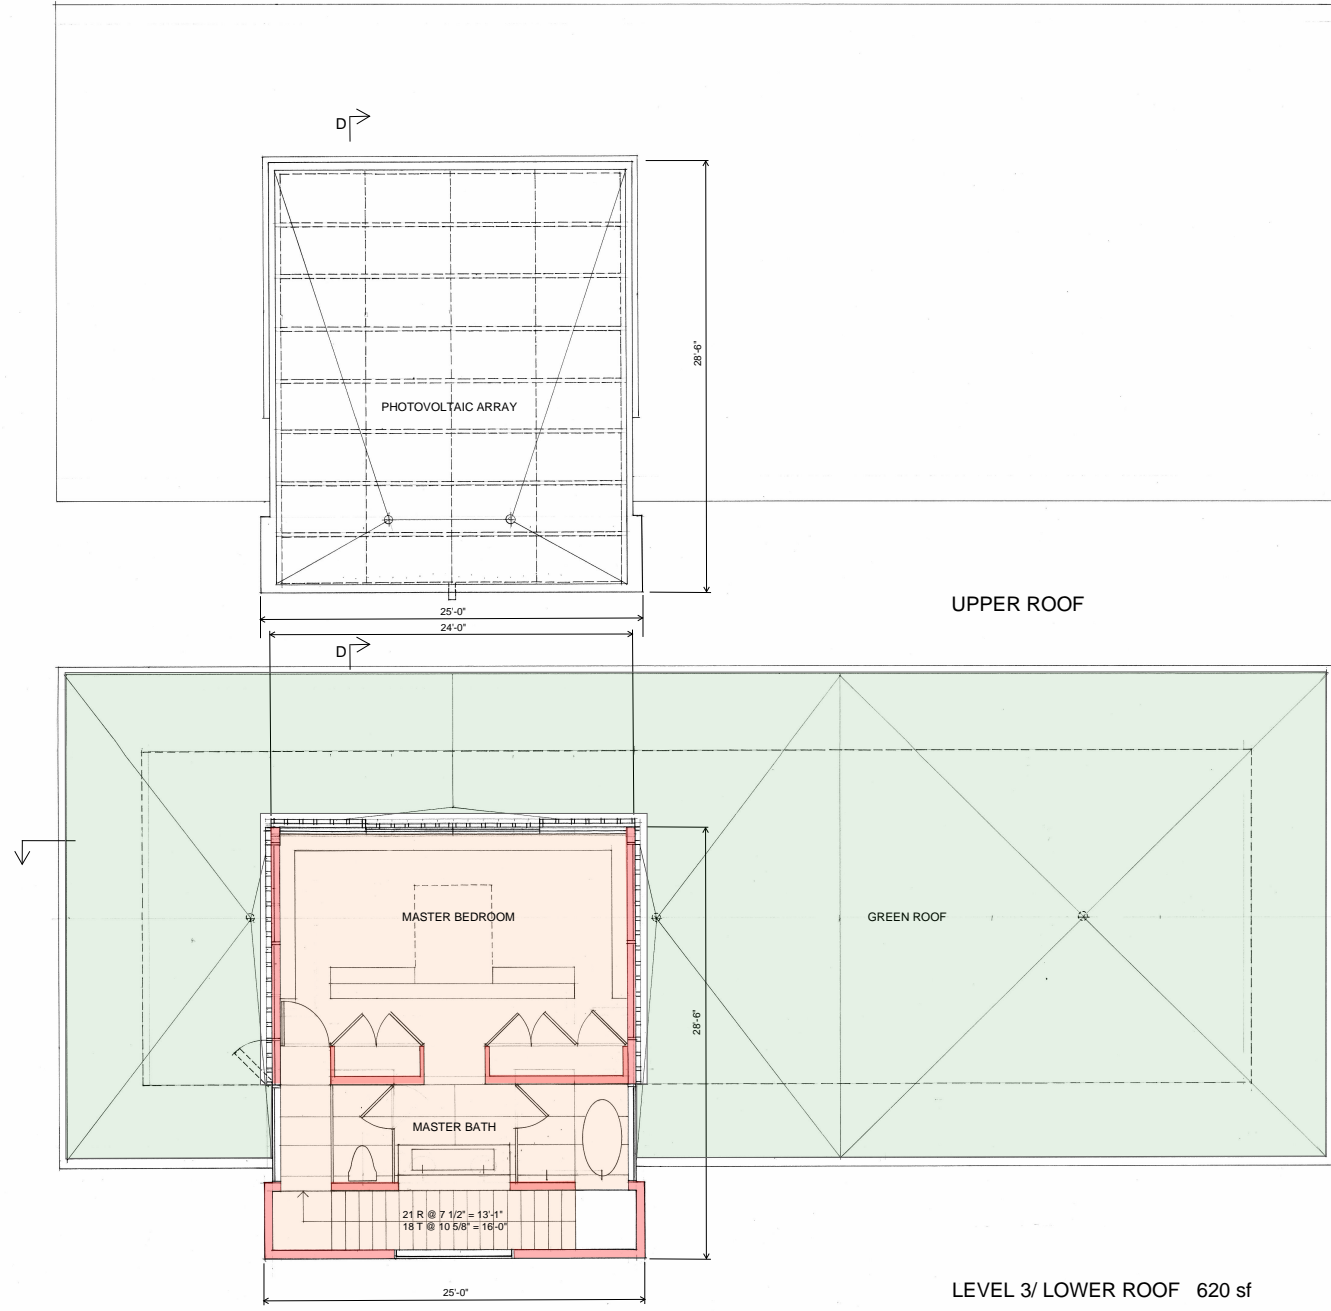 D
28'-6"
PHOTOVOLTAIC ARRAY
UPPER ROOF
25'-0"
24'-0"
D
MASTER BEDROOM
GREEN ROOF
28'-6"
MASTER BATH
21 R @ 7 1/2" = 13'-1"
18 T @ 10 5/8" = 16'-0"
25'-0"
LEVEL 3/ LOWER ROOF 620 sf